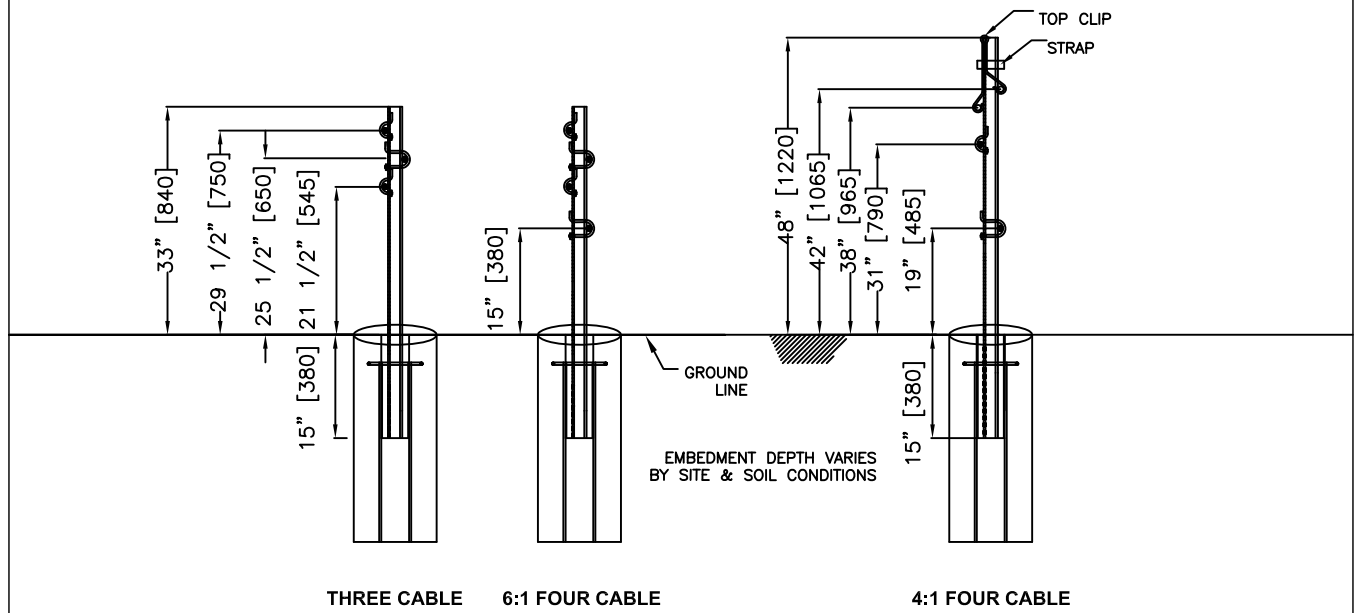 TOP CLIP
STRAP
33” [840]
29 1/2” [750]
25 1/2” [650]
21 1/2” [545]
15” [380]
15” [380]
48” [1220]
42” [1065]
38” [965]
31” [790]
19” [485]
15” [380]
GROUND
LINE
EMBEDMENT DEPTH VARIES
BY SITE & SOIL CONDITIONS
THREE CABLE
6:1 FOUR CABLE
4:1 FOUR CABLE